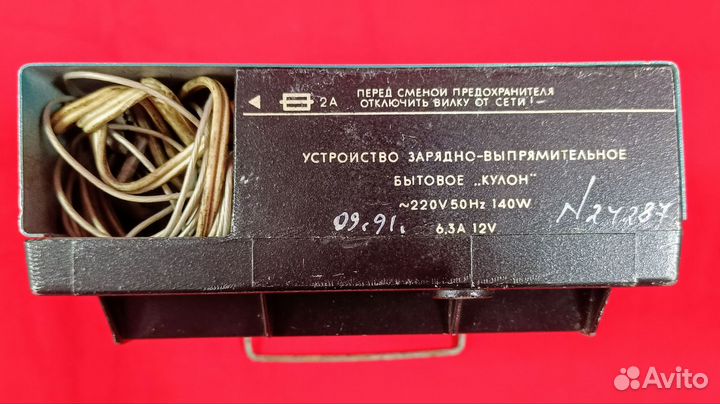 2А ПЕРЕД СМЕНОЙ ПРЕДОХРАНИТЕЛЯ
ОТКЛЮЧИТЬ ВИЛКУ ОТ СЕТИ!
УСТРОЙСТВО ЗАРЯДНО-ВЫПРЯМИТЕЛЬНОЕ
БЫТОВОЕ „КУЛОН"
~220V 50Hz 140W
09.91. 6,3A 12V
N24287
Avito